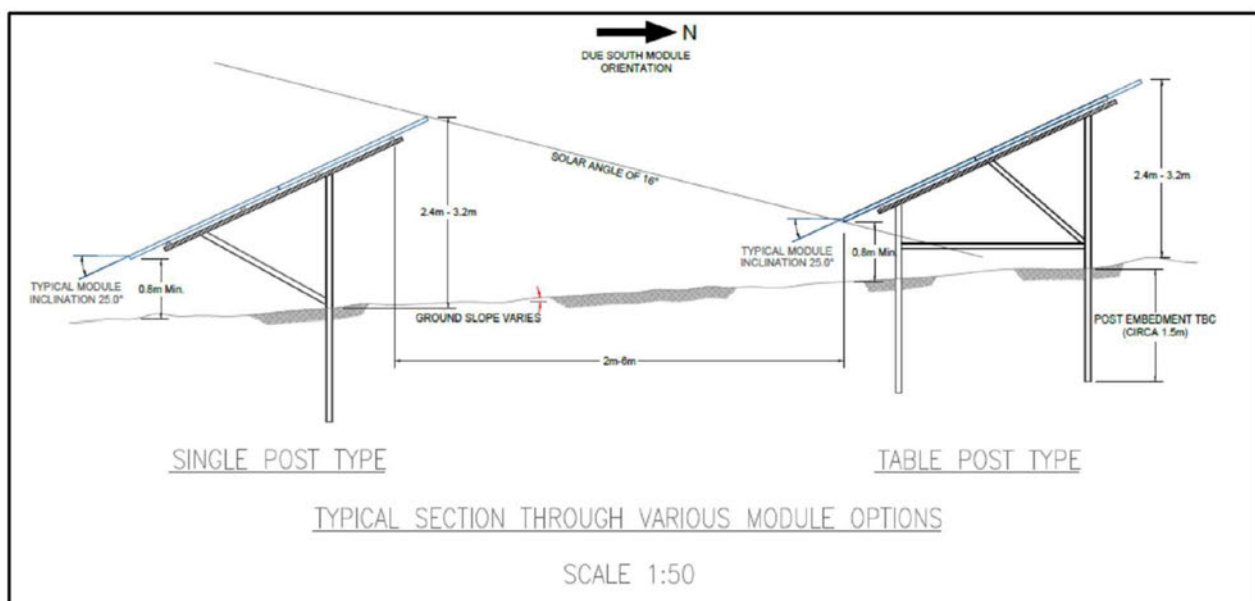 N
DUE SOUTH MODULE
ORIENTATION
SOLAR ANGLE OF 16°
2.4m - 3.2m
2.4m - 3.2m
TYPICAL MODULE
INCLINATION 25.0°
0.8m Min.
TYPICAL MODULE
INCLINATION 25.0°
0.8m Min.
GROUND SLOPE VARIES
POST EMBEDMENT TBC
(CIRCA 1.5m)
2m-6m
SINGLE POST TYPE
TABLE POST TYPE
TYPICAL SECTION THROUGH VARIOUS MODULE OPTIONS
SCALE 1:50